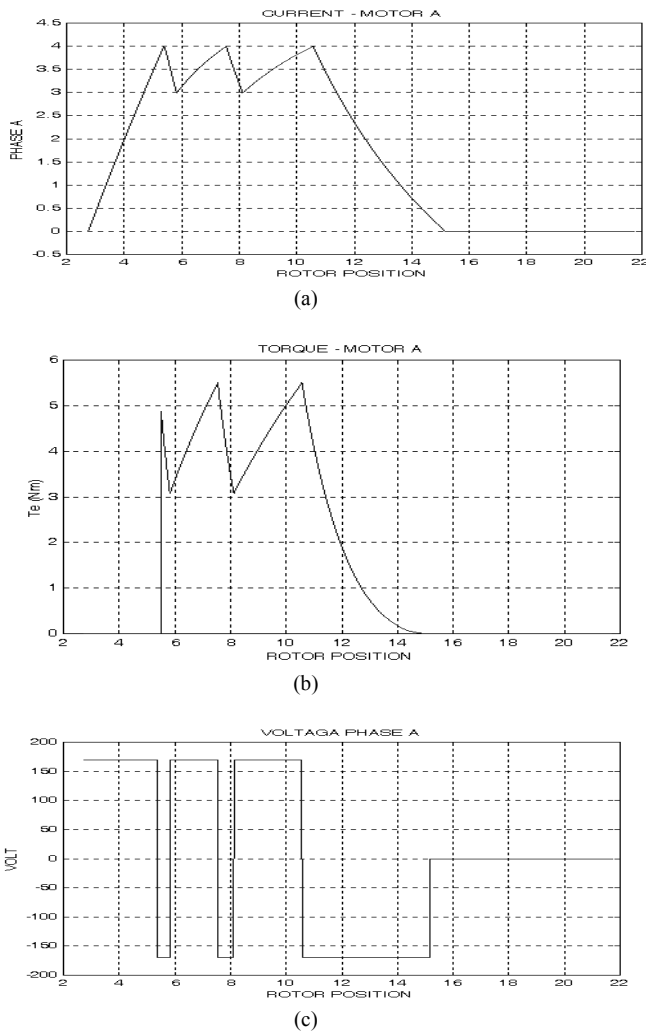 CURRENT - MOTOR A
4.5
4
3.5
3
2.5
2
1.5
1
0.5
0
-0.5
PHASE A
2 4 6 8 10 12 14 16 18 20 22
ROTOR POSITION
(a)
TORQUE - MOTOR A
6
5
4
3
2
1
0
Te (Nm)
2 4 6 8 10 12 14 16 18 20 22
ROTOR POSITION
(b)
VOLTAGA PHASE A
200
150
100
50
0
-50
-100
-150
-200
VOLT
2 4 6 8 10 12 14 16 18 20 22
ROTOR POSITION
(c)